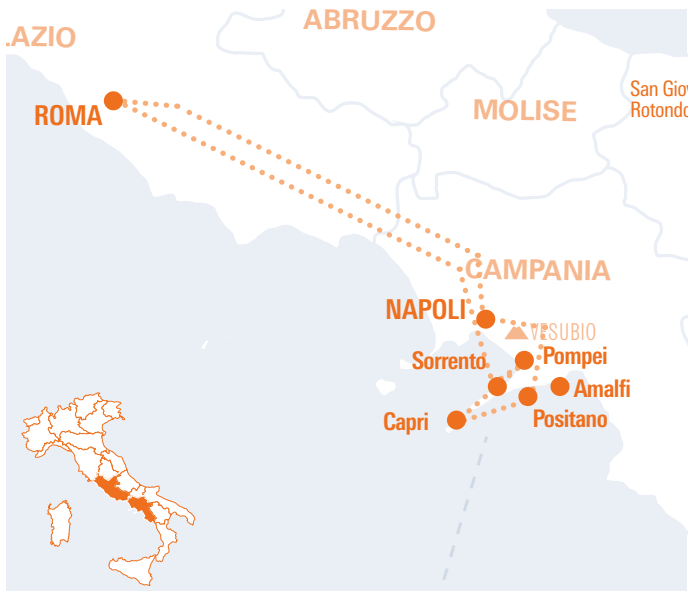 ABRUZZO
.AZIO
San Giov
Rotondo
ROMA
MOLISE
CAMPANIA
NAPOLI
VESUBIO
Sorrento
Pompei
Amalfi
Capri
Positano